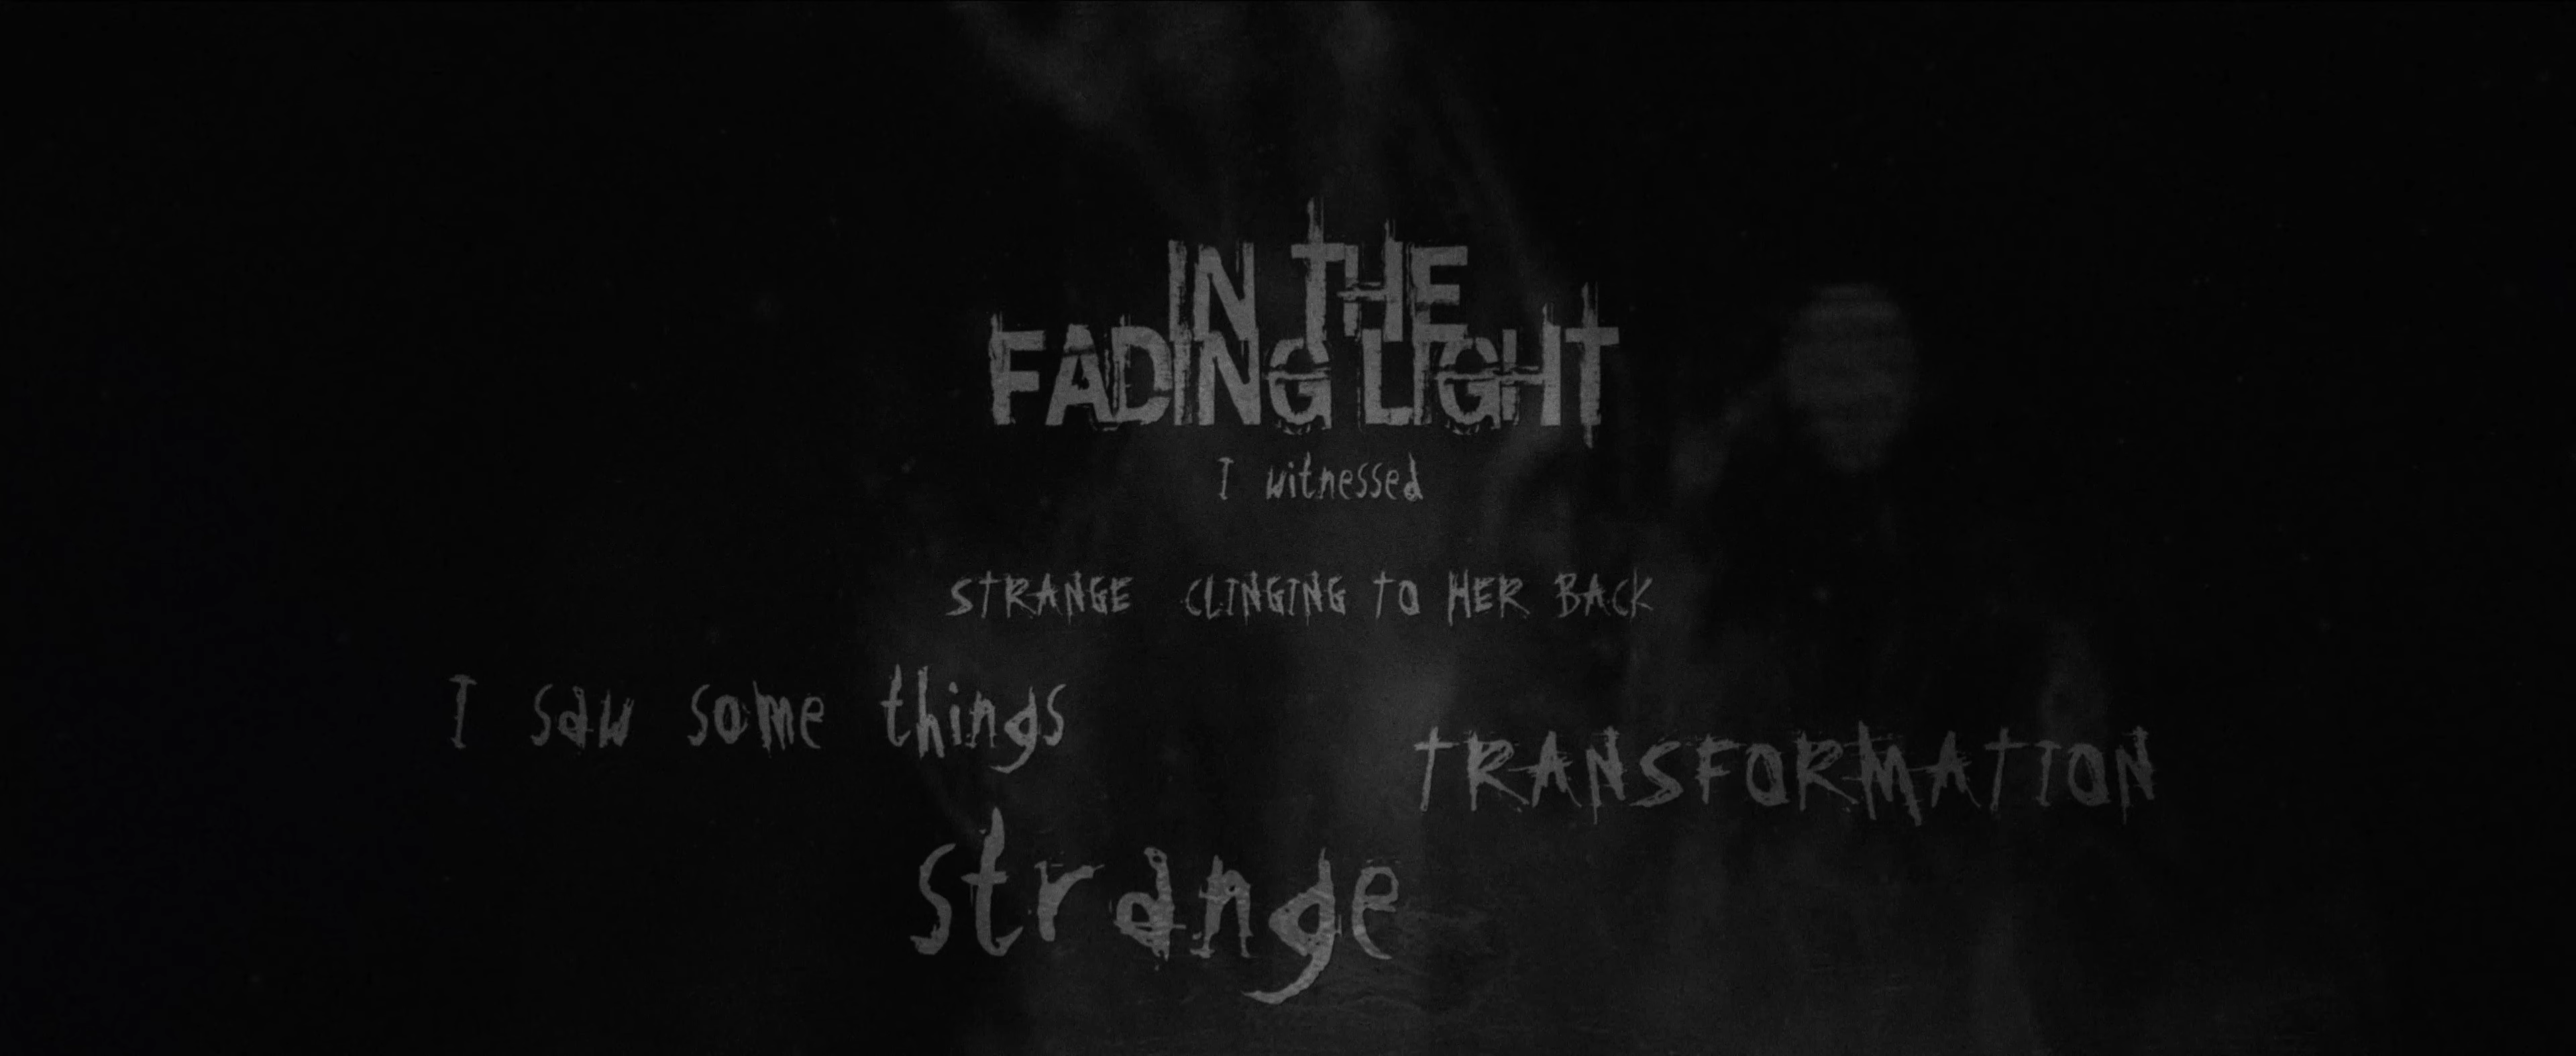 IN THE
FADING LIGHT
I witnessed
STRANGE CLINGING TO HER BACK
I saw some things
TRANSFORMATION
strange